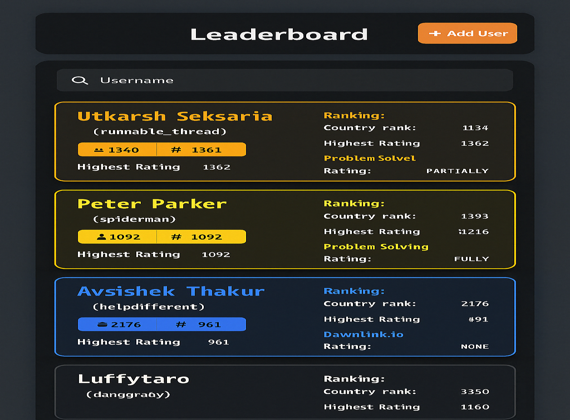 Leaderboard
+ Add User
Username
Utkarsh Seksaria
(runnable_thread)
1340 # 1361
Highest Rating 1362
Ranking:
Country rank: 1134
Highest Rating 1362
Problem Solvel
Rating: PARTIALLY
Peter Parker
(spiderman)
1092 # 1092
Highest Rating 1092
Ranking:
Country rank: 1393
Highest Rating 1216
Problem Solving
Rating: FULLY
Avsishek Thakur
(helpdifferent)
2176 # 961
Highest Rating 961
Ranking:
Country rank: 2176
Highest Rating 891
Dawnlink.io
Rating: NONE
Luffytaro
Ranking:
Country rank: 3350
Highest Rating 1160